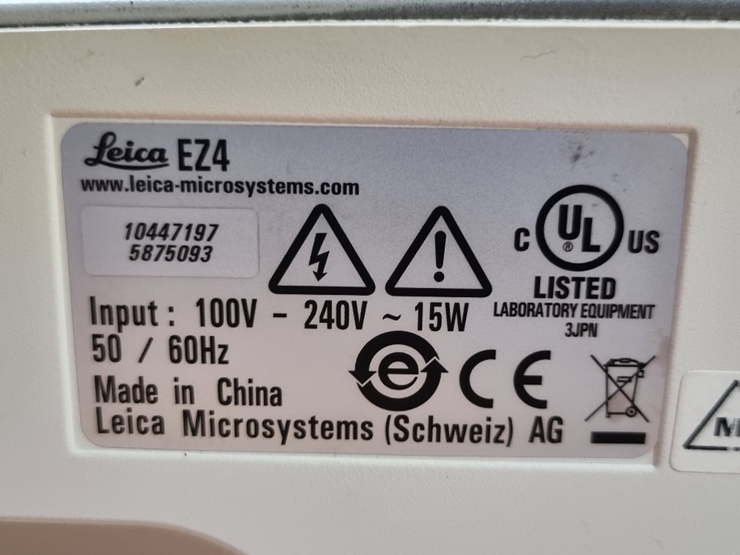 Leica EZ4
www.leica-microsystems.com
10447197
5875093
C UL ® US
LISTED
LABORATORY EQUIPMENT
3JPN
Input : 100V - 240V ~ 15W
50 / 60Hz
e CE
Made in China
Leica Microsystems (Schweiz) AG
M